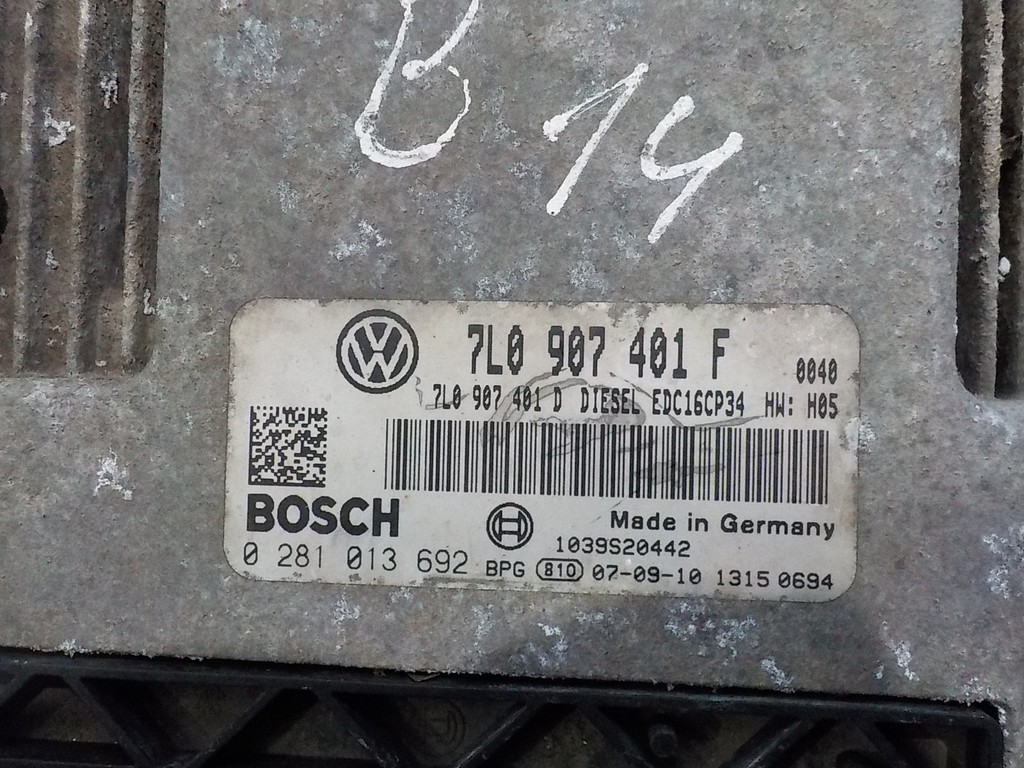 B 14
7L0 907 401 F 0040
7L0 907 401 D DIESEL EDC16CP34 HW: H05
BOSCH Made in Germany
1039S20442
0 281 013 692 BPG 810 07-09-10 1315 0694